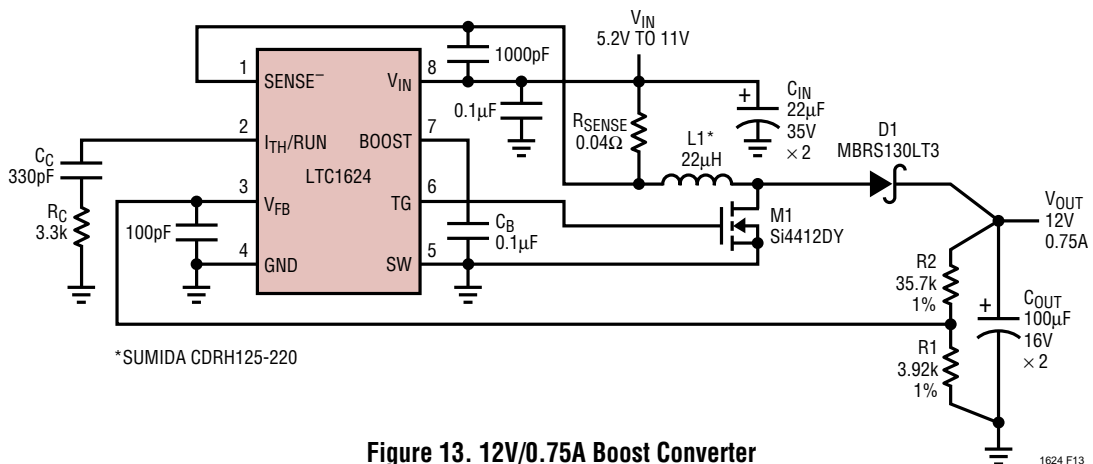 V_IN
5.2V TO 11V
1000pF
1
SENSE⁻
V_IN
8
0.1µF
C_IN
22µF
35V
× 2
R_SENSE
0.04Ω
L1*
22µH
D1
MBRS130LT3
2
I_TH/RUN
BOOST
7
C_C
330pF
LTC1624
R_C
3.3k
3
V_FB
TG
6
100pF
C_B
0.1µF
M1
Si4412DY
V_OUT
12V
0.75A
4
GND
SW
5
R2
35.7k
1%
C_OUT
100µF
16V
× 2
R1
3.92k
1%
*SUMIDA CDRH125-220
+
+
Figure 13. 12V/0.75A Boost Converter
1624 F13